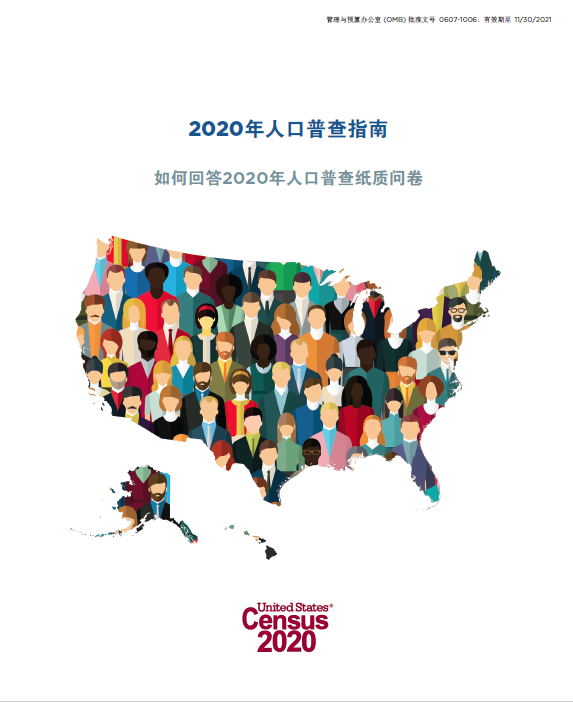 管理与预算办公室 (OMB) 批准文号 0607-1006：有效期至 11/30/2021
2020年人口普查指南
如何回答2020年人口普查纸质问卷
United States®
Census
2020